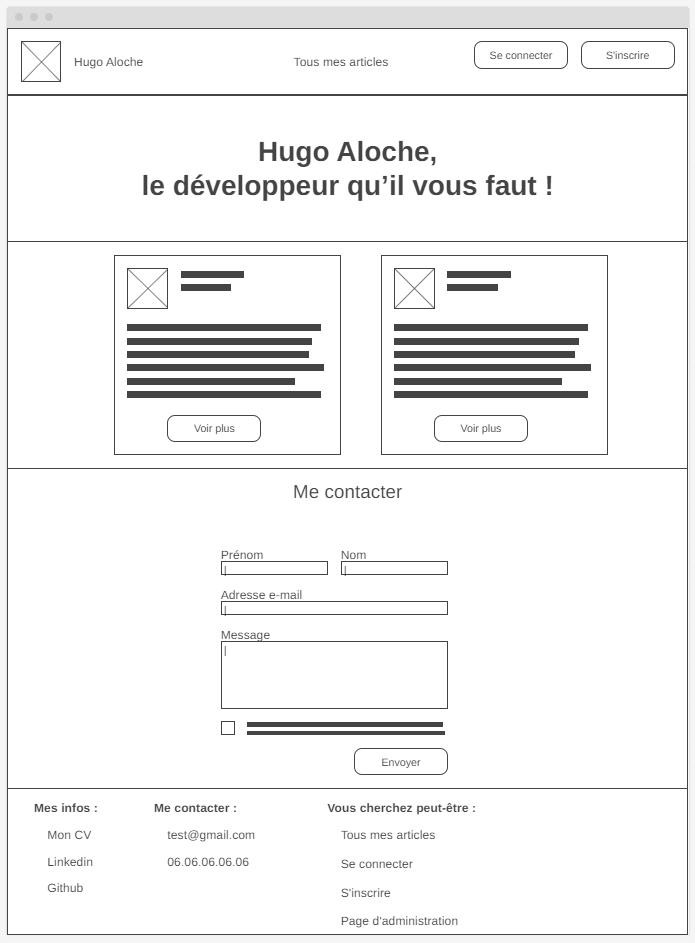 Hugo Aloche
Tous mes articles
Se connecter
S'inscrire
Hugo Aloche,
le développeur qu’il vous faut !
Voir plus
Voir plus
Me contacter
Prénom
Nom
Adresse e-mail
Message
Envoyer
Mes infos :
Mon CV
Linkedin
Github
Me contacter :
test@gmail.com
06.06.06.06.06
Vous cherchez peut-être :
Tous mes articles
Se connecter
S'inscrire
Page d'administration